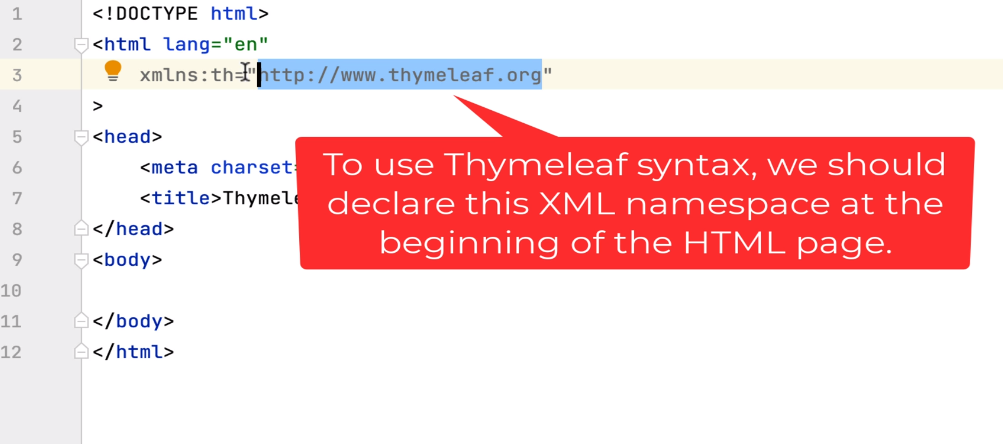 1 <!DOCTYPE html>
2 <html lang="en"
3 xmlns:th="http://www.thymeleaf.org"
4 >
5 <head>
6 <meta charset=
7 <title>Thymele
8 </head>
9 <body>
10
11 </body>
12 </html>
To use Thymeleaf syntax, we should
declare this XML namespace at the
beginning of the HTML page.